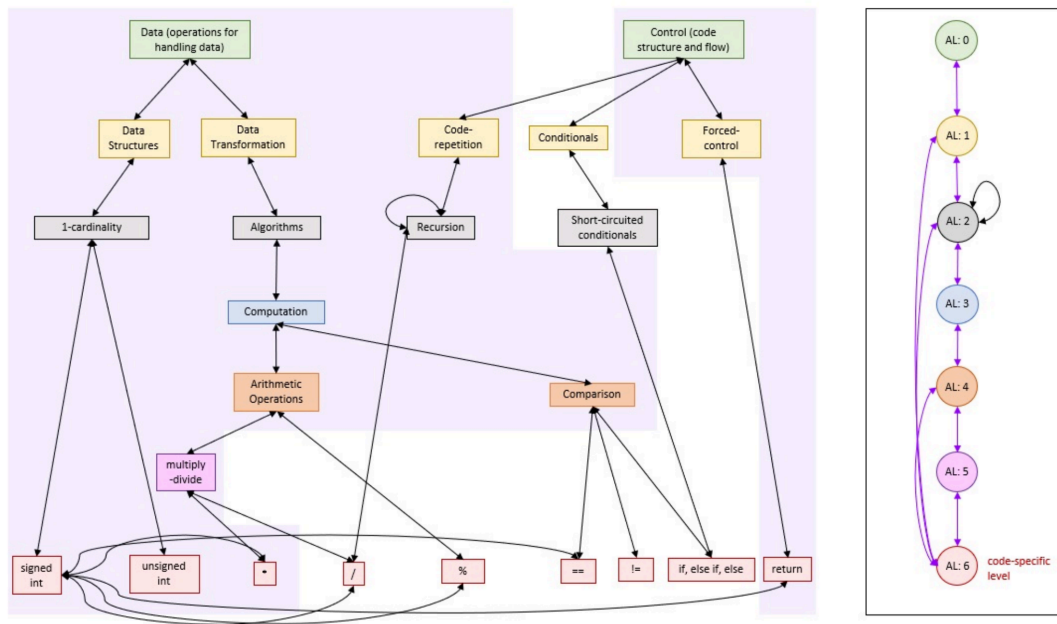 Data (operations for
handling data)
Control (code
structure and flow)
Data
Structures
Data
Transformation
Code-
repetition
Conditionals
Forced-
control
1-cardinality
Algorithms
Recursion
Short-circuited
conditionals
Computation
Arithmetic
Operations
Comparison
multiply
-divide
signed
int
unsigned
int
*
/
%
==
!=
if, else if, else
return
AL: 0
AL: 1
AL: 2
AL: 3
AL: 4
AL: 5
AL: 6
code-specific
level